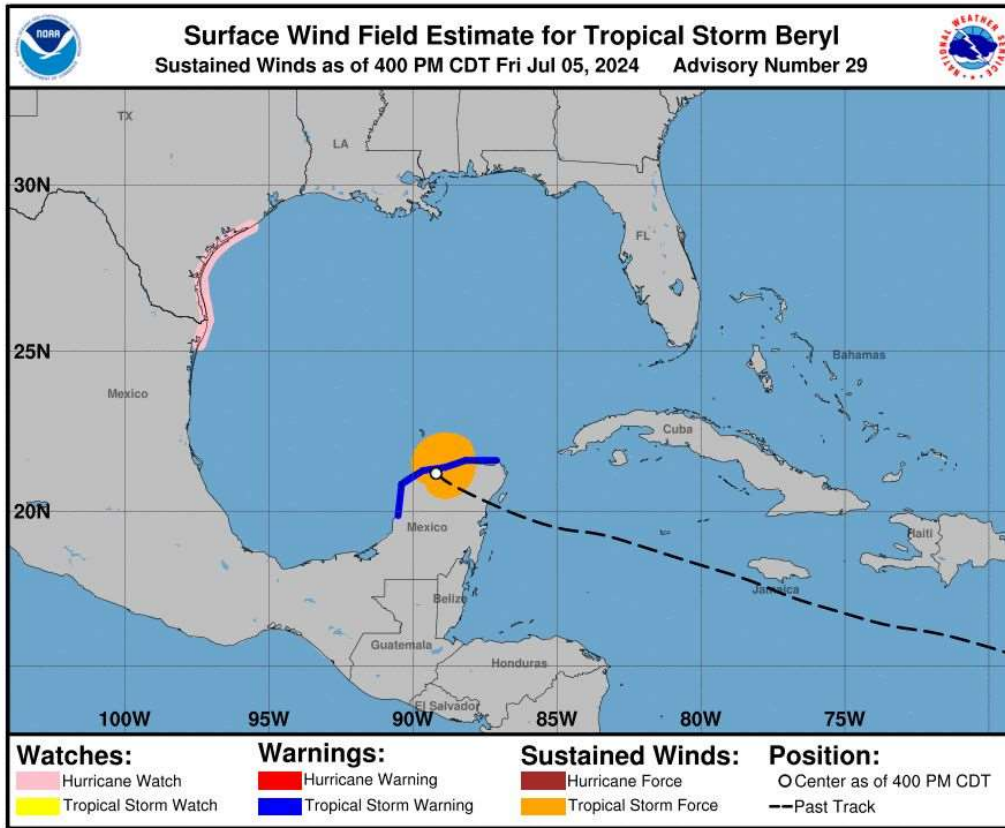 Surface Wind Field Estimate for Tropical Storm Beryl
Sustained Winds as of 400 PM CDT Fri Jul 05, 2024 Advisory Number 29
NOAA
NATIONAL WEATHER SERVICE
TX
LA
30N
FL
25N
Bahamas
Mexico
Cuba
20N
Mexico
Haiti
Jamaica
Belize
Guatemala
Honduras
El Salvador
100W 95W 90W 85W 80W 75W
Watches: Warnings: Sustained Winds: Position:
Hurricane Watch Hurricane Warning Hurricane Force Center as of 400 PM CDT
Tropical Storm Watch Tropical Storm Warning Tropical Storm Force Past Track